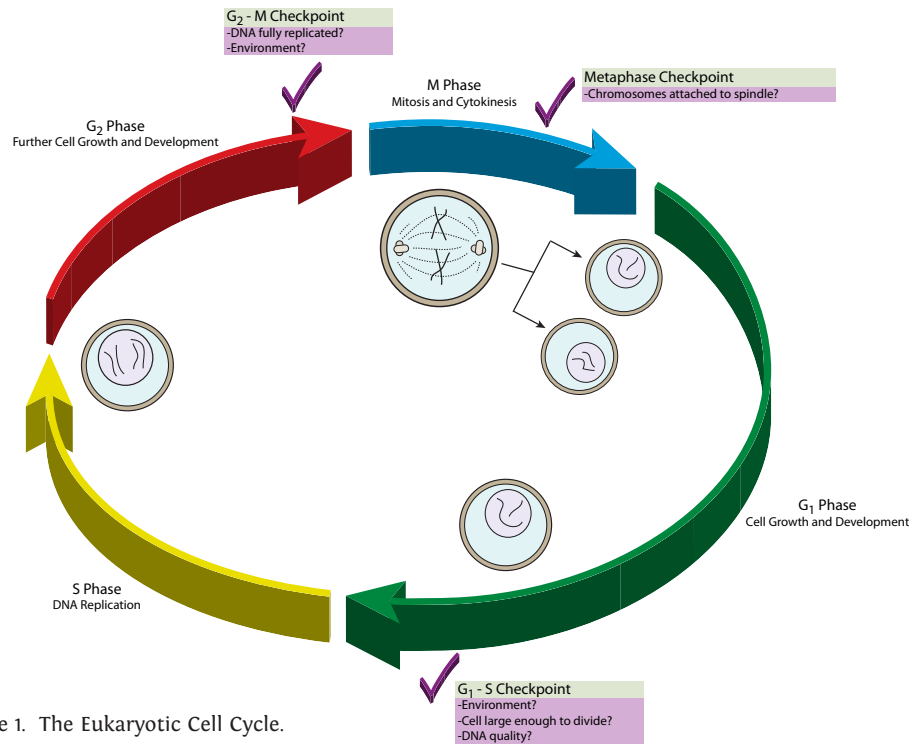 G₂ - M Checkpoint
-DNA fully replicated?
-Environment?
M Phase
Mitosis and Cytokinesis
Metaphase Checkpoint
-Chromosomes attached to spindle?
G₂ Phase
Further Cell Growth and Development
G₁ Phase
Cell Growth and Development
S Phase
DNA Replication
G₁ - S Checkpoint
-Environment?
-Cell large enough to divide?
-DNA quality?
e 1. The Eukaryotic Cell Cycle.